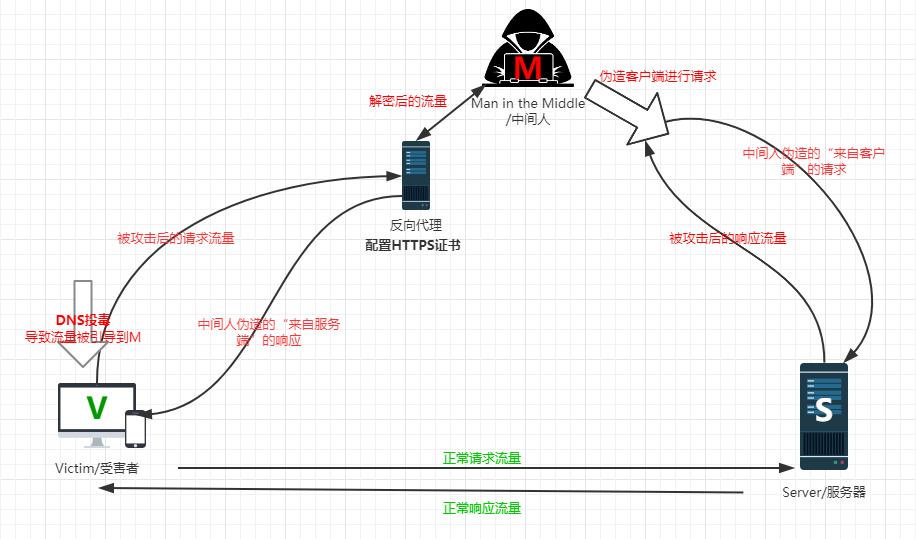 M
伪造客户端进行请求
解密后的流量
Man in the Middle
/中间人
中间人伪造的“来自客户
端”的请求
反向代理
配置HTTPS证书
被攻击后的请求流量
被攻击后的响应流量
DNS投毒
导致流量被引导到M
中间人伪造的“来自服务
端”的响应
V
S
Victim/受害者
正常请求流量
Server/服务器
正常响应流量